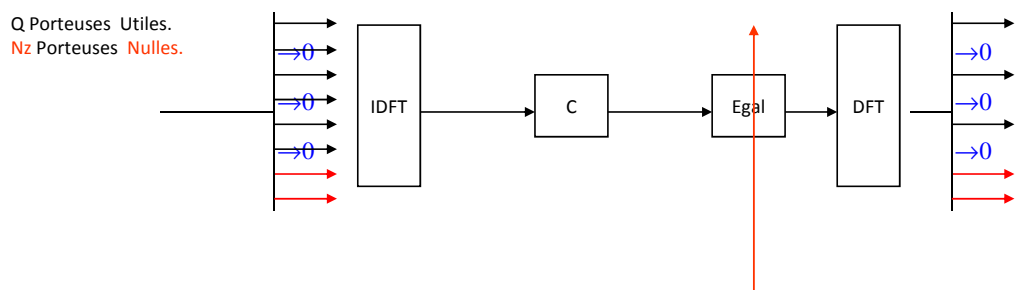 Q Porteuses Utiles.
Nz Porteuses Nulles.
→0
→0
→0
IDFT
C
Egal
DFT
→0
→0
→0